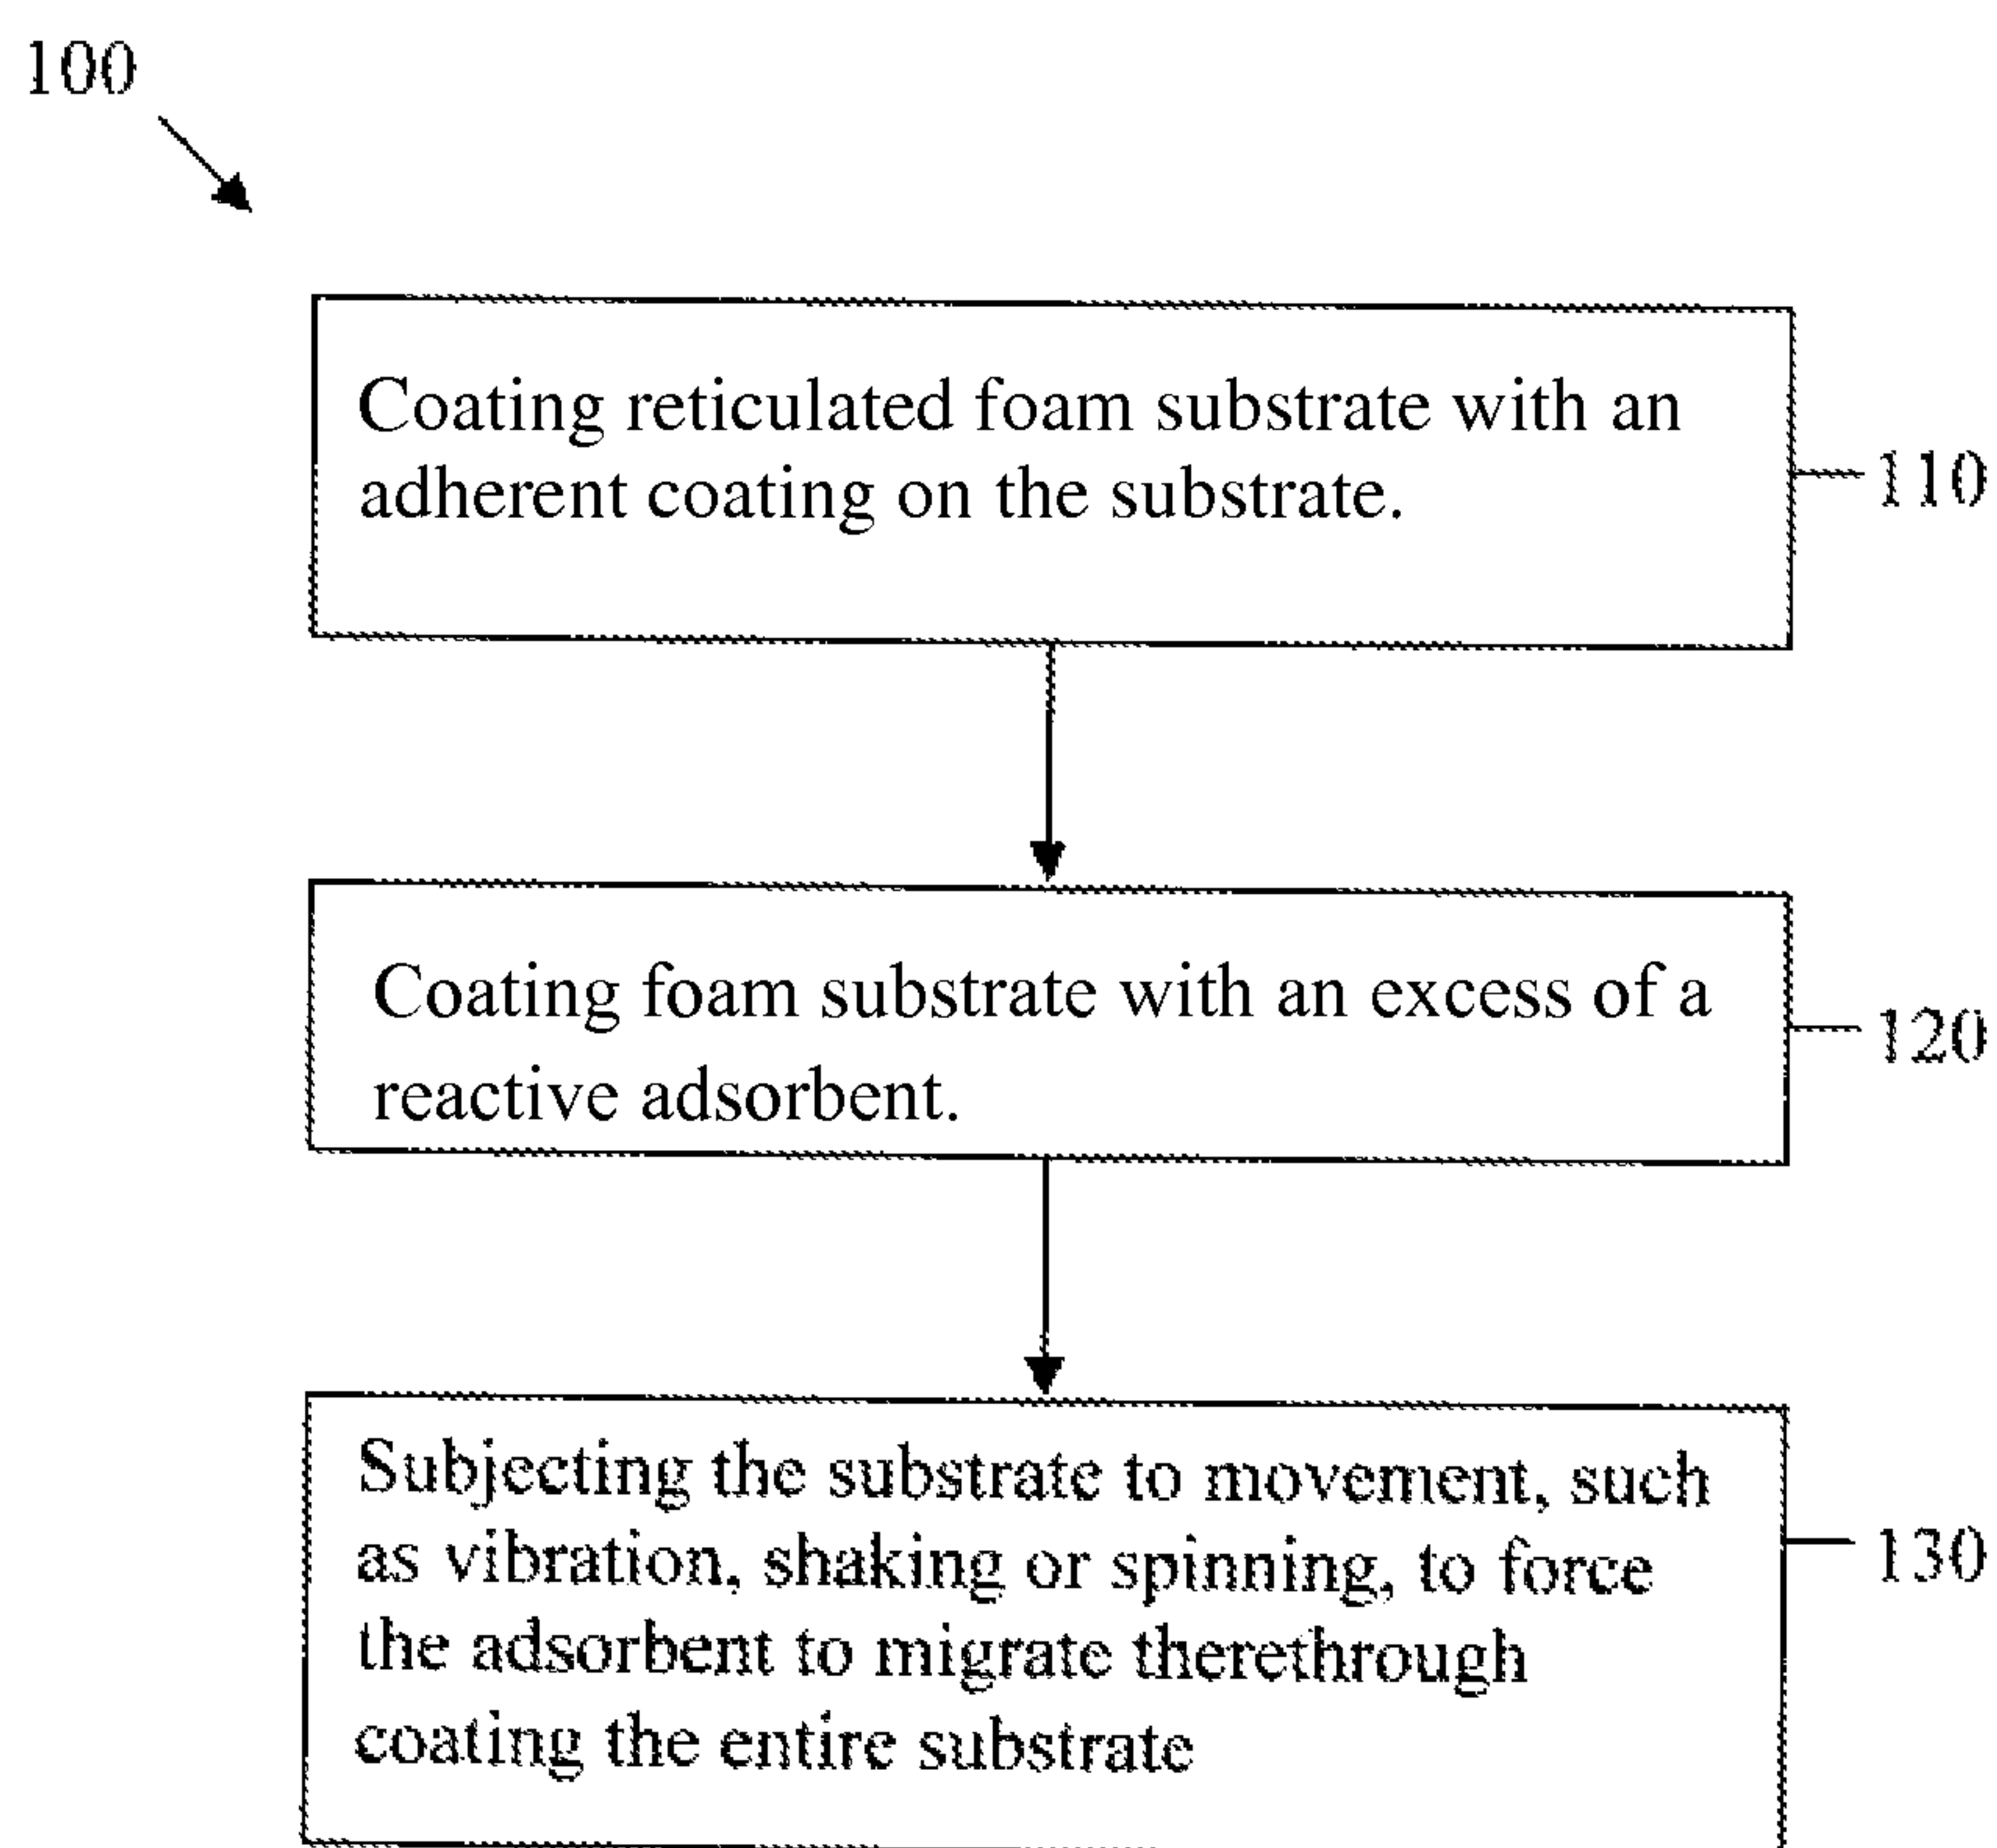 100
Coating reticulated foam substrate with an
adherent coating on the substrate.
110
Coating foam substrate with an excess of a
reactive adsorbent.
120
Subjecting the substrate to movement, such
as vibration, shaking or spinning, to force
the adsorbent to migrate therethrough
coating the entire substrate
130